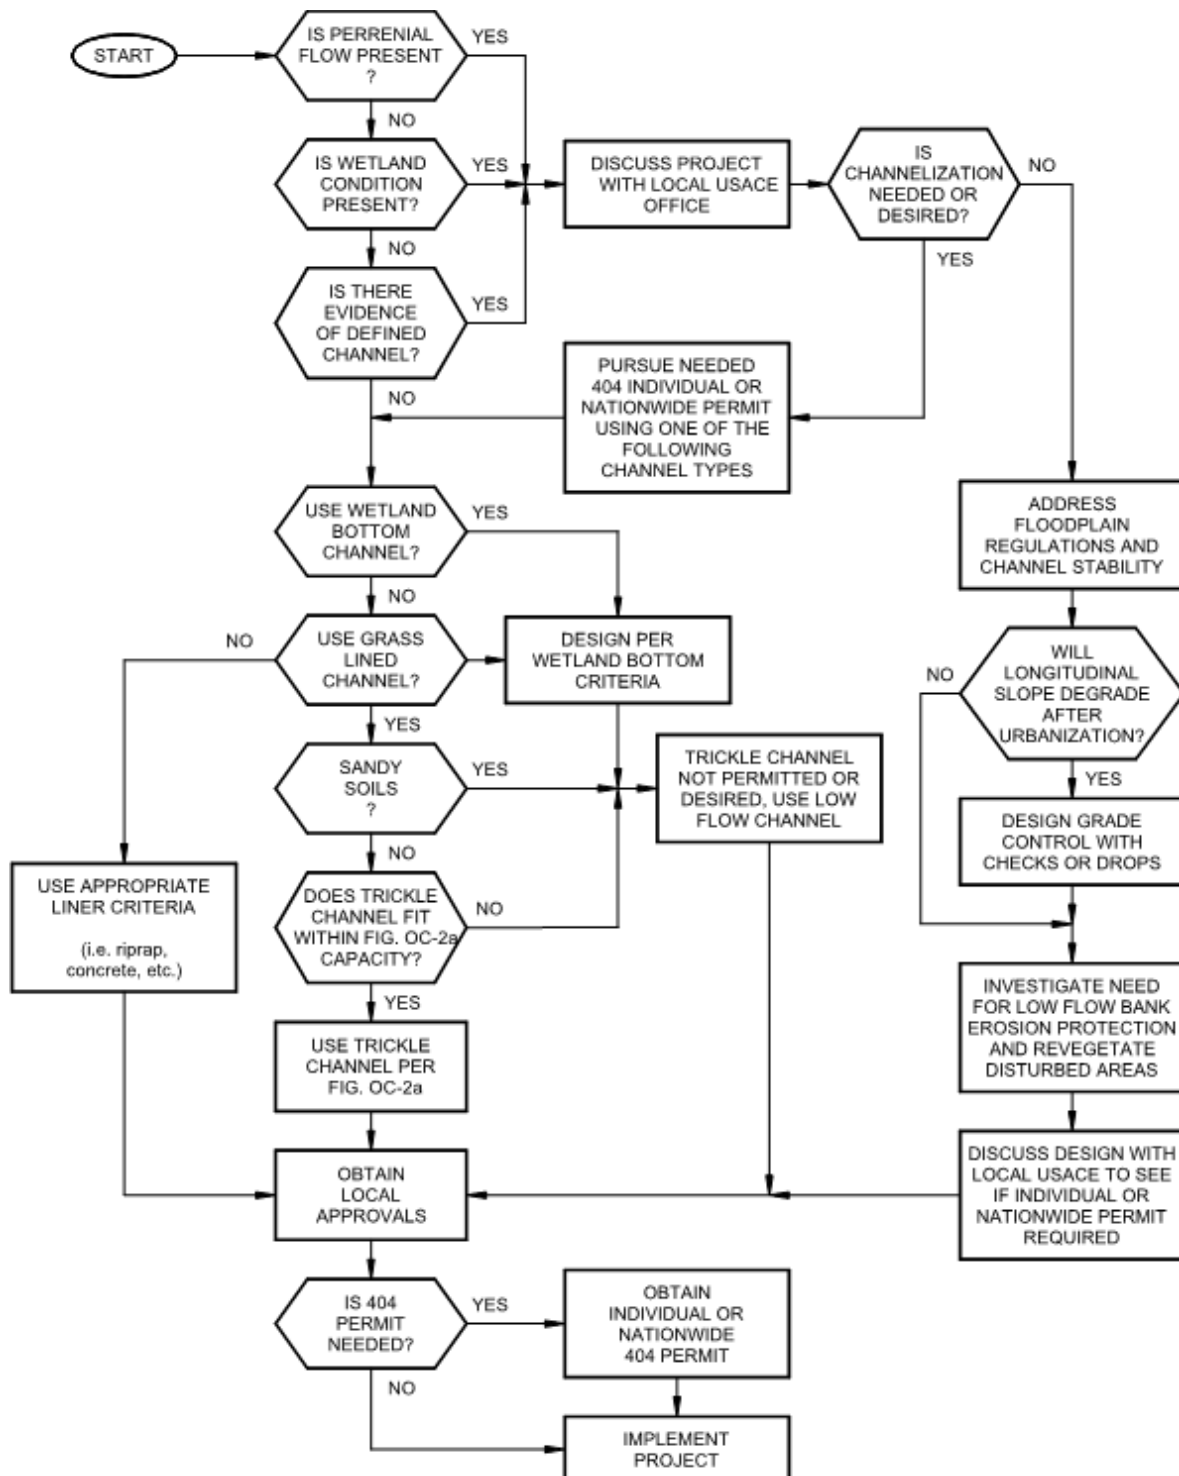 START
IS PERRENIAL
FLOW PRESENT
?
YES
NO
IS WETLAND
CONDITION
PRESENT?
YES
NO
IS THERE
EVIDENCE
OF DEFINED
CHANNEL?
YES
NO
DISCUSS PROJECT
WITH LOCAL USACE
OFFICE
IS
CHANNELIZATION
NEEDED OR
DESIRED?
NO
YES
PURSUE NEEDED
404 INDIVIDUAL OR
NATIONWIDE PERMIT
USING ONE OF THE
FOLLOWING
CHANNEL TYPES
USE WETLAND
BOTTOM
CHANNEL?
YES
NO
ADDRESS
FLOODPLAIN
REGULATIONS AND
CHANNEL STABILITY
NO
USE GRASS
LINED
CHANNEL?
YES
DESIGN PER
WETLAND BOTTOM
CRITERIA
WILL
LONGITUDINAL
SLOPE DEGRADE
AFTER
URBANIZATION?
NO
YES
SANDY
SOILS
?
YES
NO
TRICKLE CHANNEL
NOT PERMITTED OR
DESIRED, USE LOW
FLOW CHANNEL
DESIGN GRADE
CONTROL WITH
CHECKS OR DROPS
USE APPROPRIATE
LINER CRITERIA
(i.e. riprap,
concrete, etc.)
DOES TRICKLE
CHANNEL FIT
WITHIN FIG. OC-2a
CAPACITY?
NO
YES
INVESTIGATE NEED
FOR LOW FLOW BANK
EROSION PROTECTION
AND REVEGETATE
DISTURBED AREAS
USE TRICKLE
CHANNEL PER
FIG. OC-2a
OBTAIN
LOCAL
APPROVALS
DISCUSS DESIGN WITH
LOCAL USACE TO SEE
IF INDIVIDUAL OR
NATIONWIDE PERMIT
REQUIRED
IS 404
PERMIT
NEEDED?
YES
NO
OBTAIN
INDIVIDUAL OR
NATIONWIDE
404 PERMIT
IMPLEMENT
PROJECT